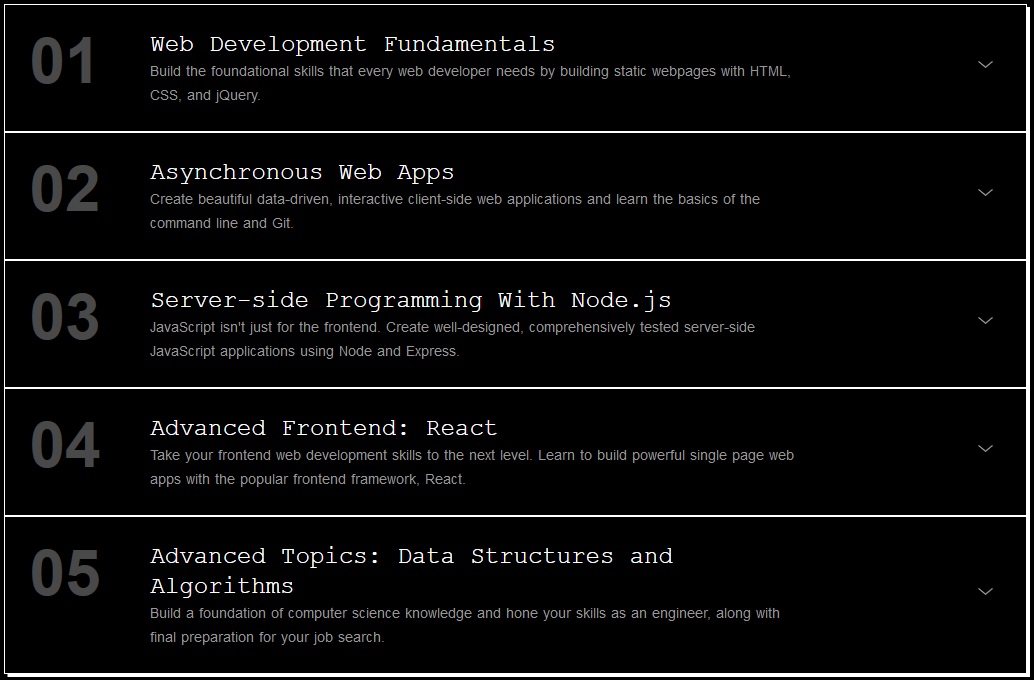 01
Web Development Fundamentals
Build the foundational skills that every web developer needs by building static webpages with HTML,
CSS, and jQuery.
02
Asynchronous Web Apps
Create beautiful data-driven, interactive client-side web applications and learn the basics of the
command line and Git.
03
Server-side Programming With Node.js
JavaScript isn't just for the frontend. Create well-designed, comprehensively tested server-side
JavaScript applications using Node and Express.
04
Advanced Frontend: React
Take your frontend web development skills to the next level. Learn to build powerful single page web
apps with the popular frontend framework, React.
05
Advanced Topics: Data Structures and
Algorithms
Build a foundation of computer science knowledge and hone your skills as an engineer, along with
final preparation for your job search.